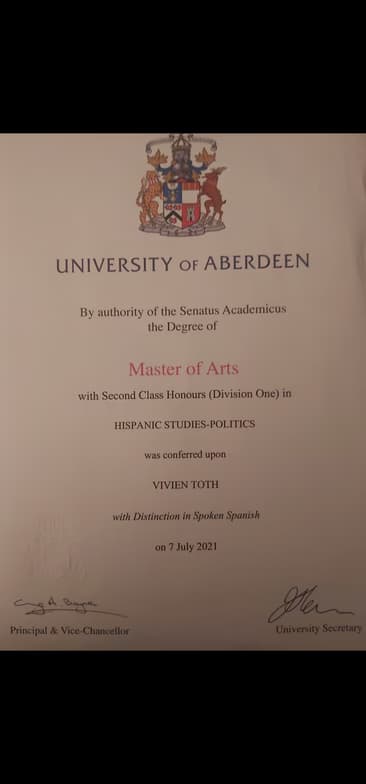 UNIVERSITY OF ABERDEEN
By authority of the Senatus Academicus
the Degree of
Master of Arts
with Second Class Honours (Division One) in
HISPANIC STUDIES-POLITICS
was conferred upon
VIVIEN TOTH
with Distinction in Spoken Spanish
on 7 July 2021
Principal & Vice-Chancellor
University Secretary